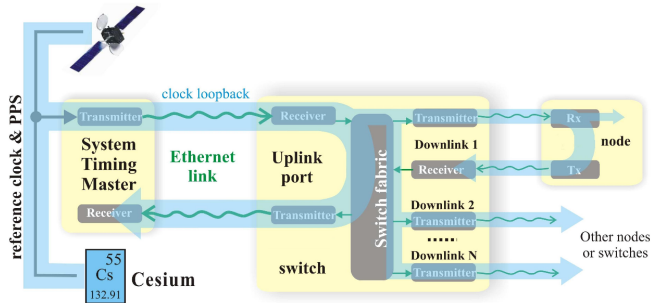 reference clock & PPS
clock loopback
Transmitter
Receiver
Transmitter
Rx
System
Timing
Master
Ethernet
link
Uplink
port
Switch fabric
Downlink 1
node
Receiver
Tx
Receiver
Transmitter
Downlink 2
Transmitter
Other nodes
or switches
Downlink N
Transmitter
switch
55
Cs
132.91
Cesium